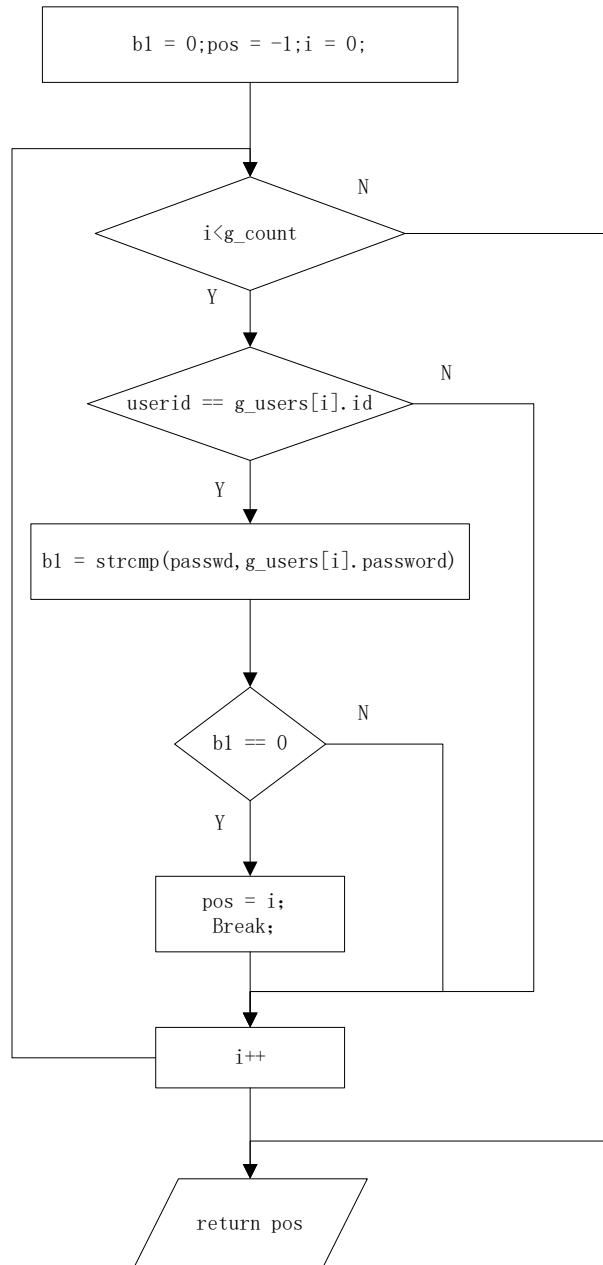 b1 = 0;pos = -1;i = 0;
N
i<g_count
Y
N
userid == g_users[i].id
Y
b1 = strcmp(passwd,g_users[i].password)
N
b1 == 0
Y
pos = i；
Break；
i++
return pos